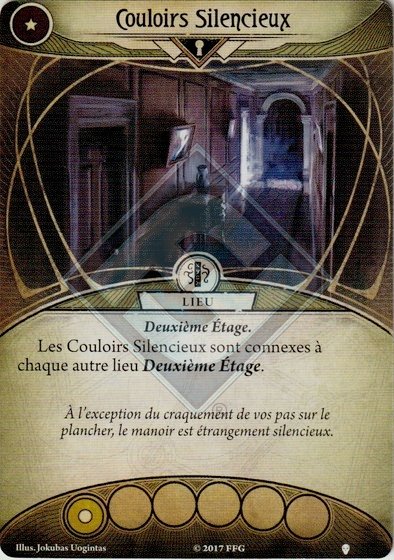 Couloirs Silencieux
LIEU
Deuxième Étage.
Les Couloirs Silencieux sont connexes à
chaque autre lieu Deuxième Étage.
À l'exception du craquement de vos pas sur le
plancher, le manoir est étrangement silencieux.
Illus. Jokubas Uogintas
© 2017 FFG